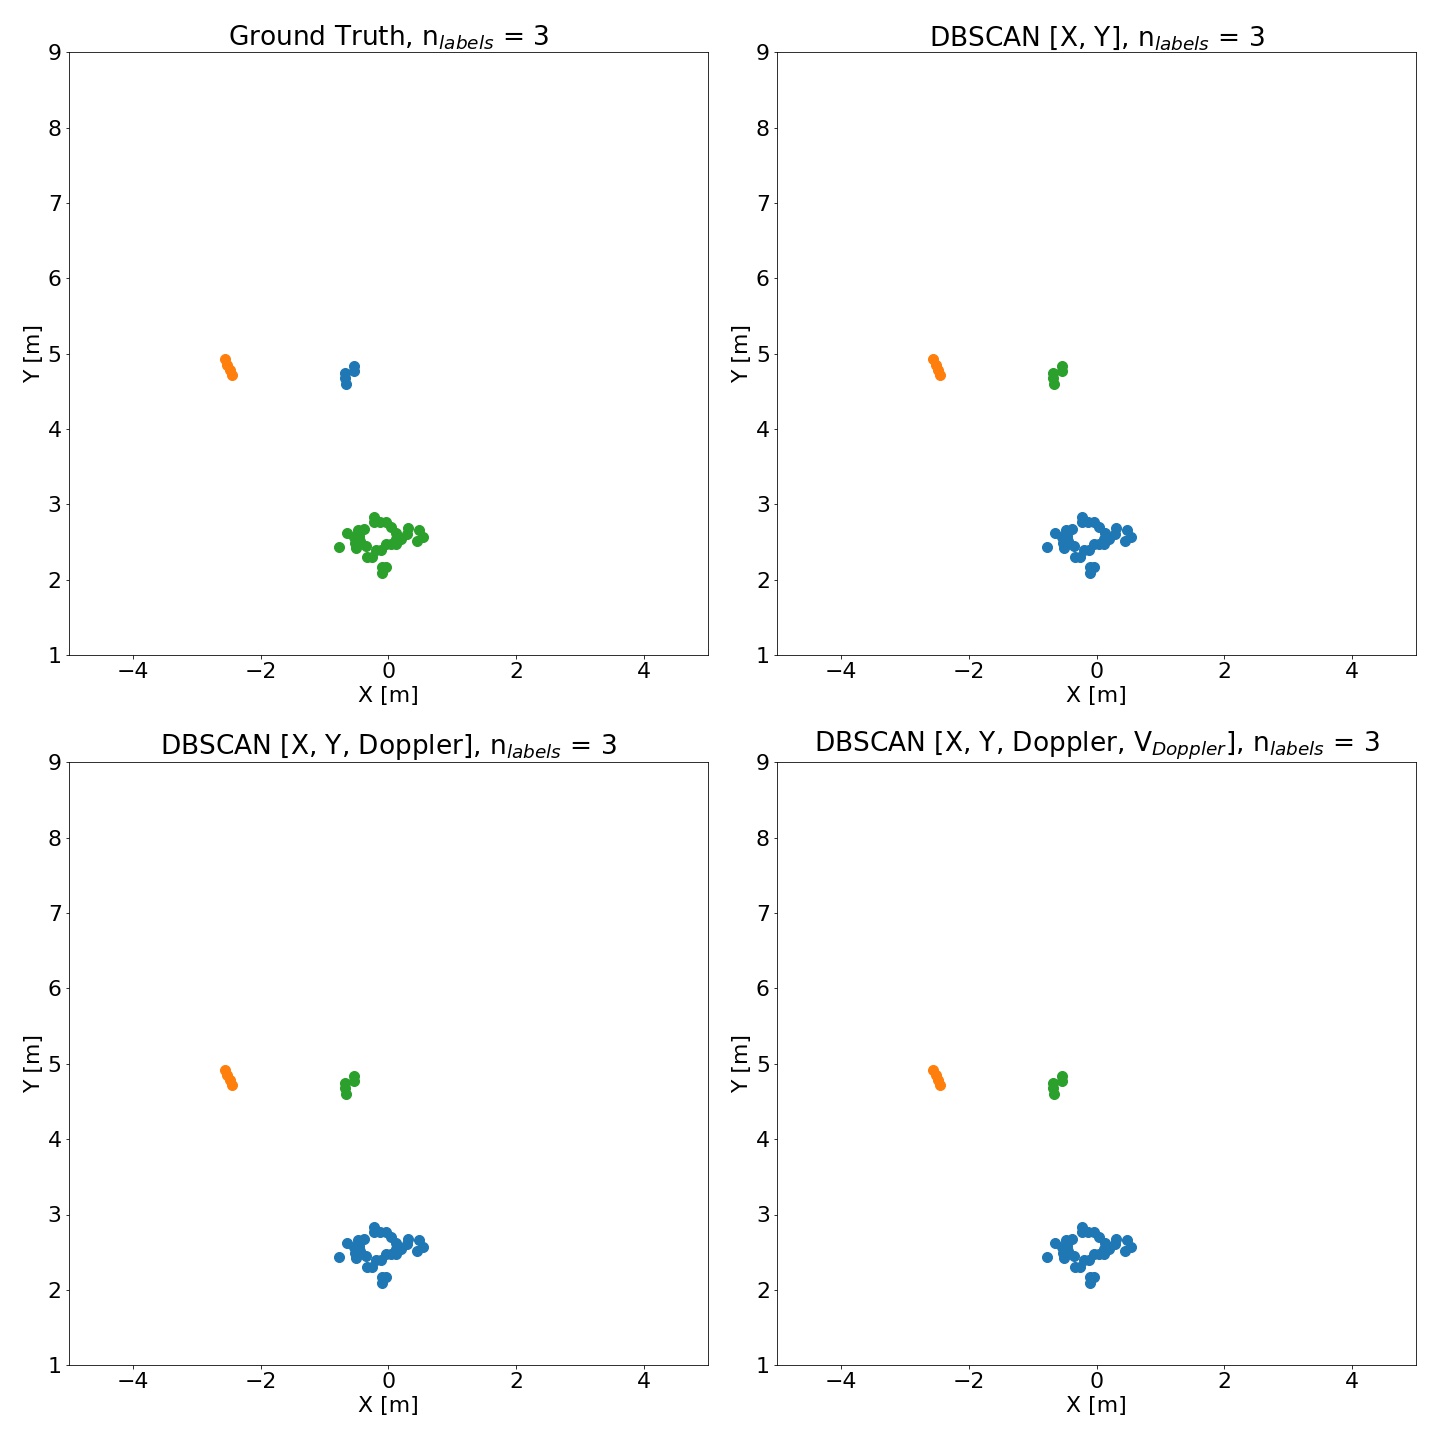 Ground Truth, n_labels = 3
9
8
7
6
5
4
3
2
1
Y [m]
−4 −2 0 2 4
X [m]
DBSCAN [X, Y], n_labels = 3
9
8
7
6
5
4
3
2
1
Y [m]
−4 −2 0 2 4
X [m]
DBSCAN [X, Y, Doppler], n_labels = 3
9
8
7
6
5
4
3
2
1
Y [m]
−4 −2 0 2 4
X [m]
DBSCAN [X, Y, Doppler, V_Doppler], n_labels = 3
9
8
7
6
5
4
3
2
1
Y [m]
−4 −2 0 2 4
X [m]